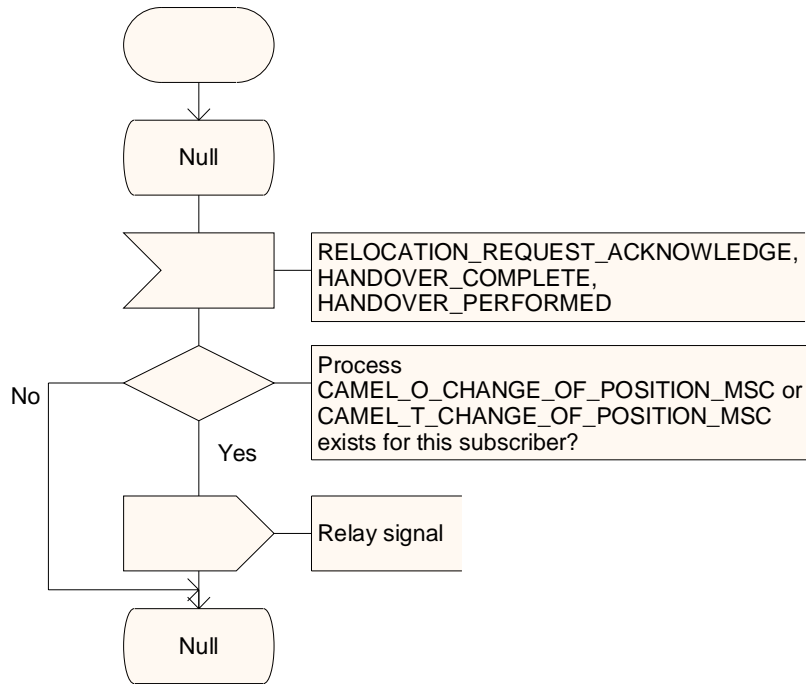 Null
RELOCATION_REQUEST_ACKNOWLEDGE,
HANDOVER_COMPLETE,
HANDOVER_PERFORMED
Process
CAMEL_O_CHANGE_OF_POSITION_MSC or
CAMEL_T_CHANGE_OF_POSITION_MSC
exists for this subscriber?
No
Yes
Relay signal
Null